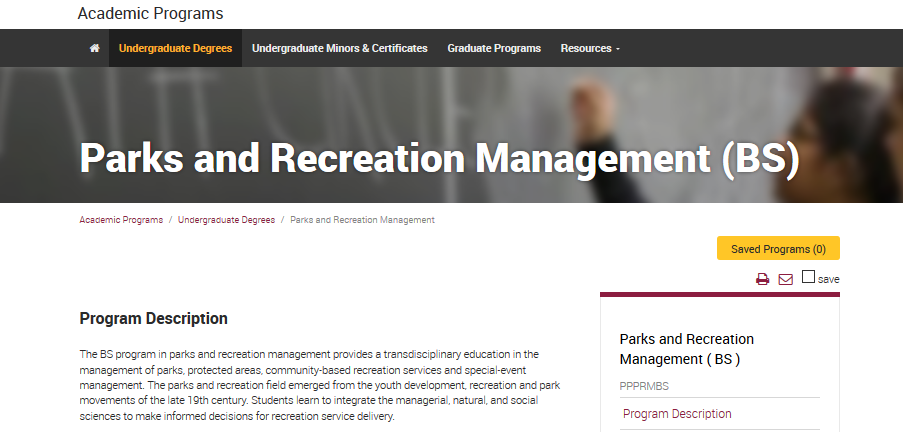 Academic Programs
Undergraduate Degrees Undergraduate Minors & Certificates Graduate Programs Resources
Parks and Recreation Management (BS)
Academic Programs / Undergraduate Degrees / Parks and Recreation Management
Saved Programs (0)
save
Program Description
The BS program in parks and recreation management provides a transdisciplinary education in the
management of parks, protected areas, community-based recreation services and special-event
management. The parks and recreation field emerged from the youth development, recreation and park
movements of the late 19th century. Students learn to integrate the managerial, natural, and social
sciences to make informed decisions for recreation service delivery.
Parks and Recreation
Management ( BS )
PPPRMBS
Program Description